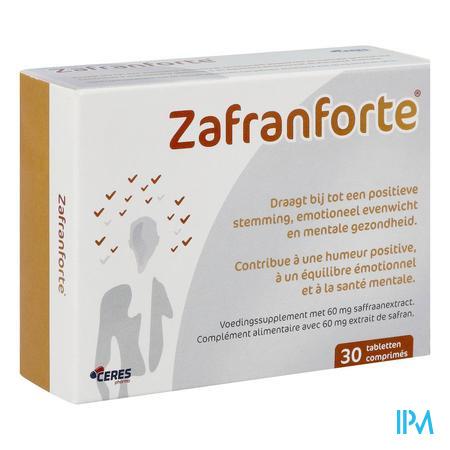 Zafranforte®
Zafranforte®
Zafranforte®
Draagt bij tot een positieve
stemming, emotioneel evenwicht
en mentale gezondheid.
Contribue à une humeur positive,
à un équilibre émotionnel
et à la santé mentale.
Voedingssupplement met 60 mg saffraanextract.
Complément alimentaire avec 60 mg extrait de safran.
30 tabletten
comprimés
CERES
pharma
IPM